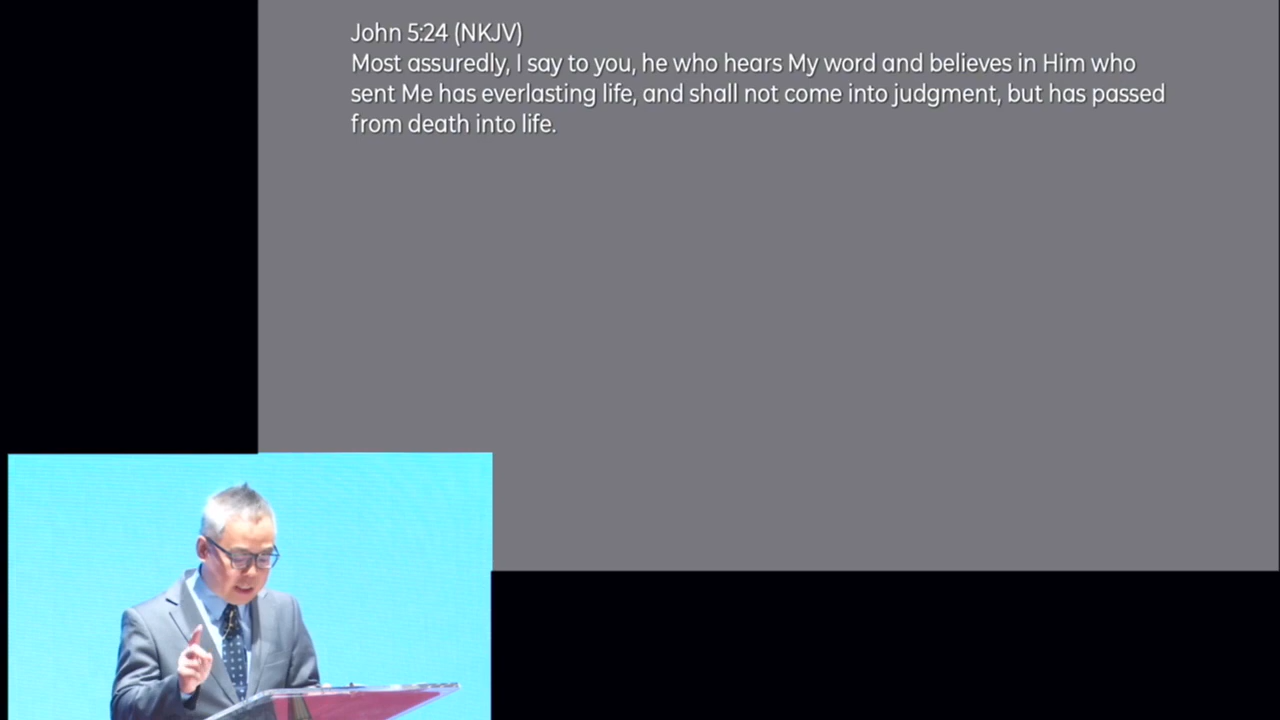 John 5:24 (NKJV)
Most assuredly, I say to you, he who hears My word and believes in Him who
sent Me has everlasting life, and shall not come into judgment, but has passed
from death into life.